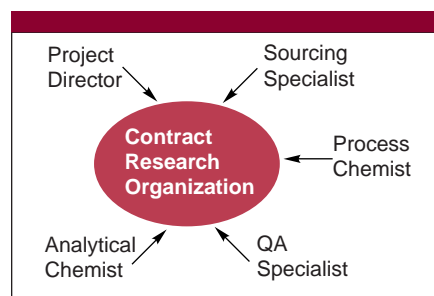 Project
Director
Sourcing
Specialist
Contract
Research
Organization
Process
Chemist
Analytical
Chemist
QA
Specialist